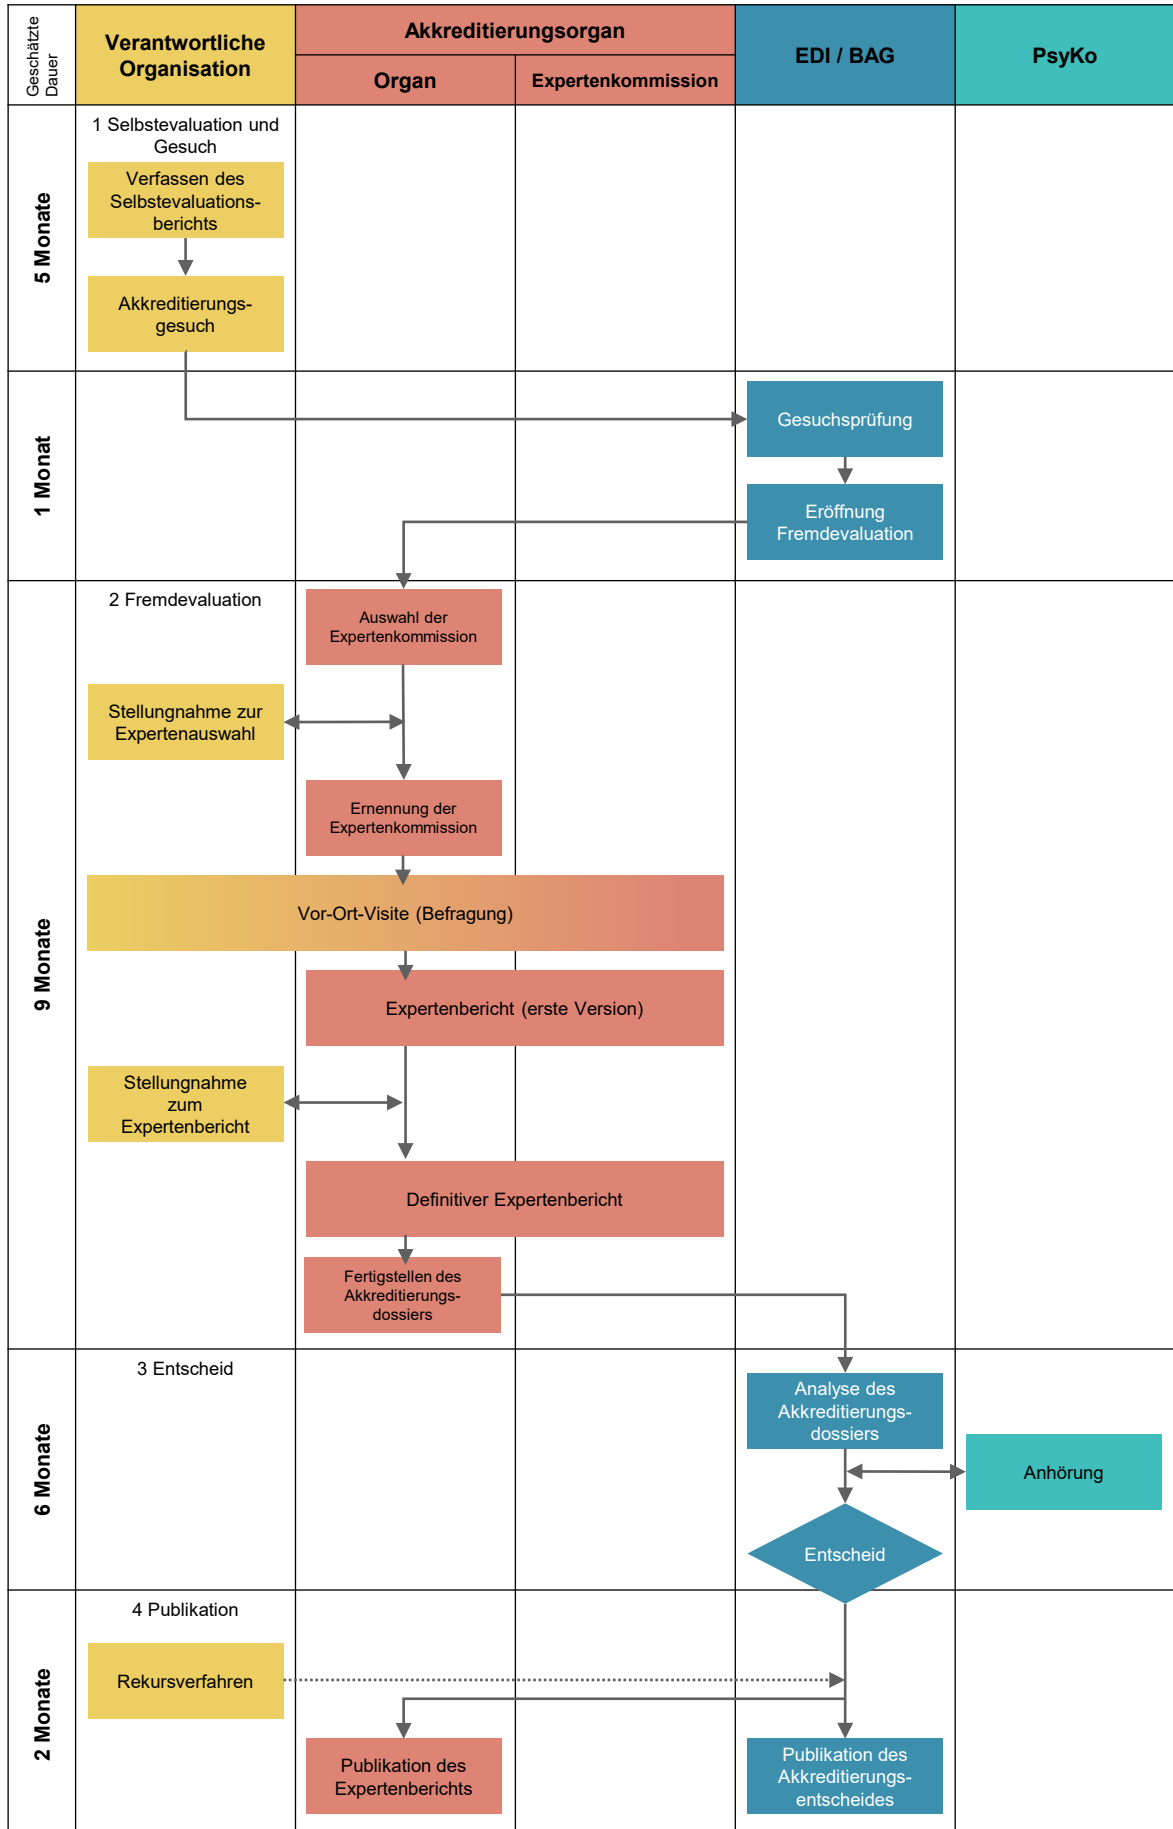 Geschätzte
Dauer
Verantwortliche
Organisation
Akkreditierungsorgan
Organ
Expertenkommission
EDI / BAG
PsyKo
5 Monate
1 Selbstevaluation und
Gesuch
Verfassen des
Selbstevaluations-
berichts
Akkreditierungs-
gesuch
1 Monat
Gesuchsprüfung
Eröffnung
Fremdevaluation
9 Monate
2 Fremdevaluation
Auswahl der
Expertenkommission
Stellungnahme zur
Expertenauswahl
Ernennung der
Expertenkommission
Vor-Ort-Visite (Befragung)
Expertenbericht (erste Version)
Stellungnahme
zum
Expertenbericht
Definitiver Expertenbericht
Fertigstellen des
Akkreditierungs-
dossiers
6 Monate
3 Entscheid
Analyse des
Akkreditierungs-
dossiers
Anhörung
Entscheid
2 Monate
4 Publikation
Rekursverfahren
Publikation des
Expertenberichts
Publikation des
Akkreditierungs-
entscheides